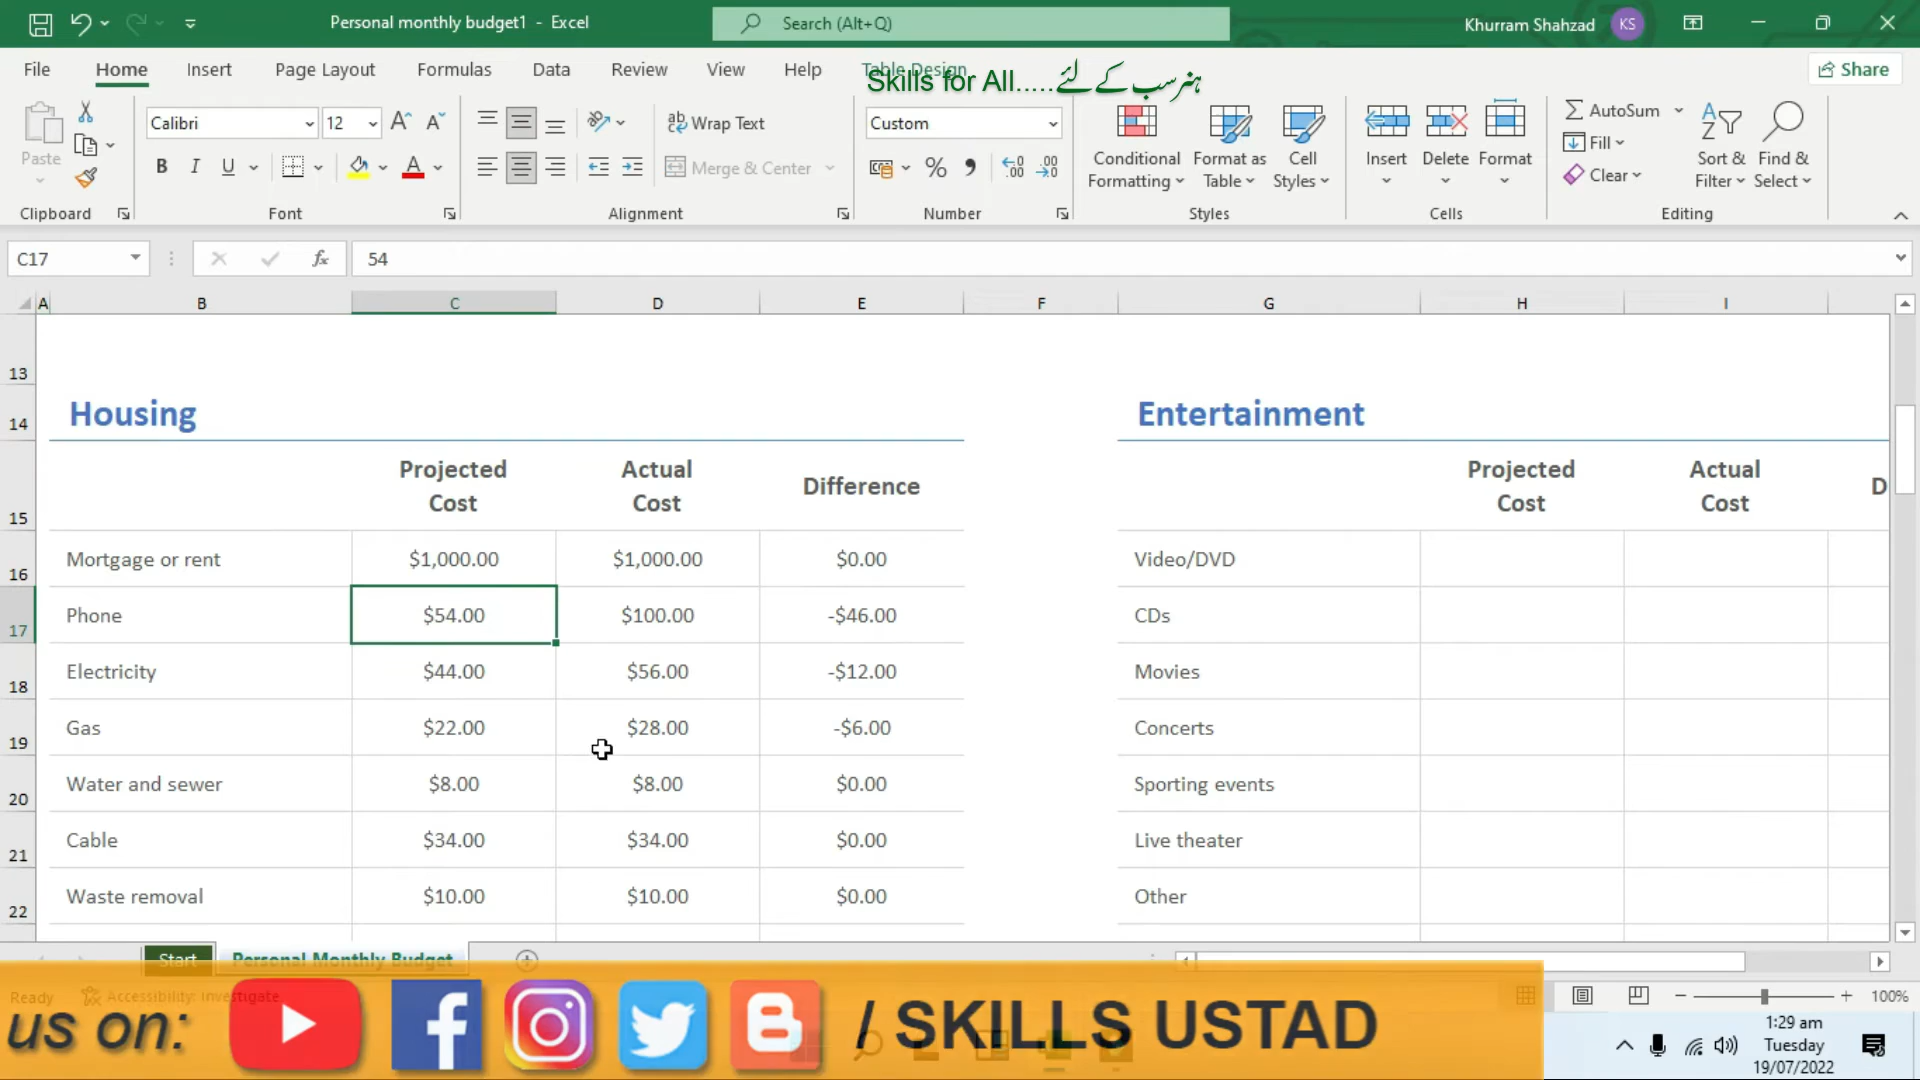 Personal monthly budget1 - Excel
Search (Alt+Q)
Khurram Shahzad KS
File Home Insert Page Layout Formulas Data Review View Help Table Design Share
Skills for All.....ہنر سب کے لئے
Paste
Calibri 12
Wrap Text
Custom
Merge & Center
Conditional Formatting
Format as Table
Cell Styles
Insert Delete Format
AutoSum
Fill
Clear
Sort & Filter
Find & Select
Clipboard Font Alignment Number Styles Cells Editing
C17 fx 54
A B C D E F G H I
13
14 Housing Entertainment
15 Projected Cost Actual Cost Difference Projected Cost Actual Cost D
16 Mortgage or rent $1,000.00 $1,000.00 $0.00 Video/DVD
17 Phone $54.00 $100.00 -$46.00 CDs
18 Electricity $44.00 $56.00 -$12.00 Movies
19 Gas $22.00 $28.00 -$6.00 Concerts
20 Water and sewer $8.00 $8.00 $0.00 Sporting events
21 Cable $34.00 $34.00 $0.00 Live theater
22 Waste removal $10.00 $10.00 $0.00 Other
Start Personal Monthly Budget
Ready Accessibility: Investigate 100%
us on: / SKILLS USTAD
1:29 am
Tuesday
19/07/2022